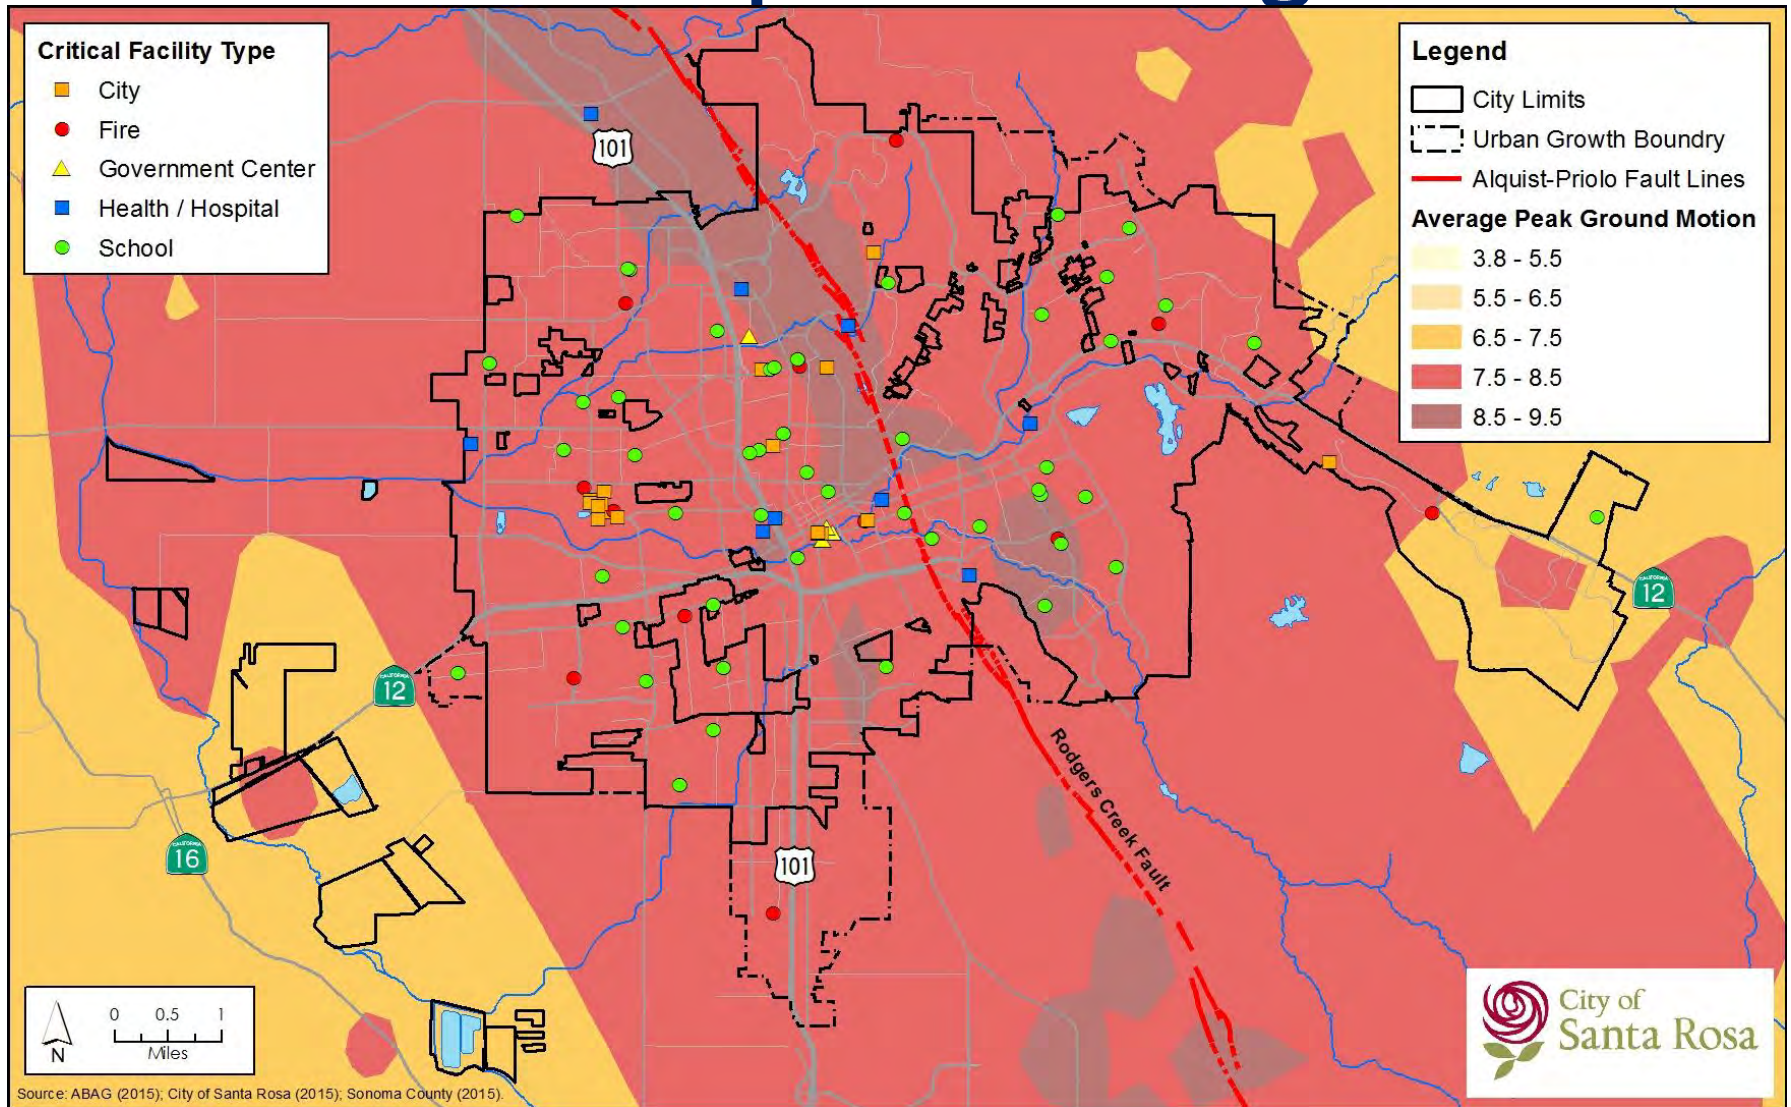 Critical Facility Type
City
Fire
Government Center
Health / Hospital
School
Legend
City Limits
Urban Growth Boundry
Alquist-Priolo Fault Lines
Average Peak Ground Motion
3.8 - 5.5
5.5 - 6.5
6.5 - 7.5
7.5 - 8.5
8.5 - 9.5
101
CALIFORNIA
12
CALIFORNIA
12
CALIFORNIA
16
101
Rodgers Creek Fault
N
0 0.5 1
Miles
City of
Santa Rosa
Source: ABAG (2015); City of Santa Rosa (2015); Sonoma County (2015).